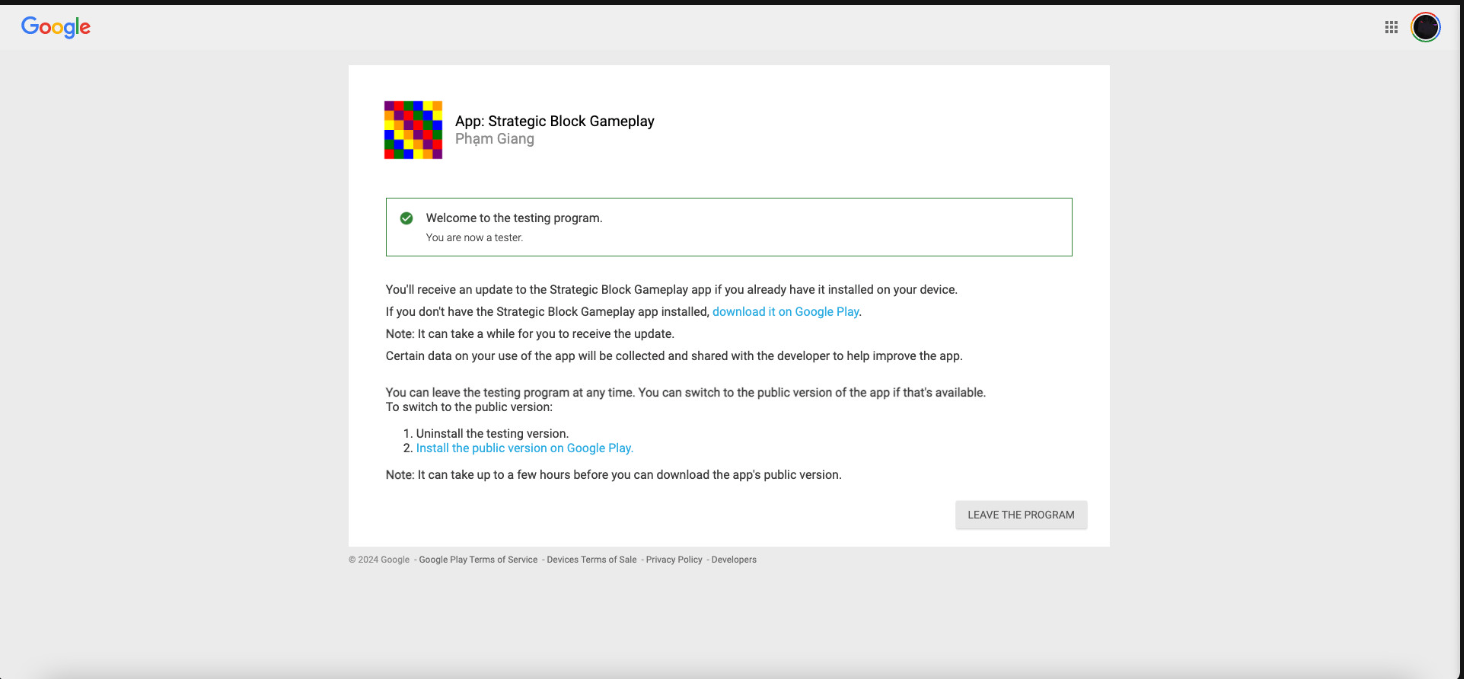 Google
App: Strategic Block Gameplay
Phạm Giang
Welcome to the testing program.
You are now a tester.
You'll receive an update to the Strategic Block Gameplay app if you already have it installed on your device.
If you don't have the Strategic Block Gameplay app installed, download it on Google Play.
Note: It can take a while for you to receive the update.
Certain data on your use of the app will be collected and shared with the developer to help improve the app.
You can leave the testing program at any time. You can switch to the public version of the app if that's available.
To switch to the public version:
1. Uninstall the testing version.
2. Install the public version on Google Play.
Note: It can take up to a few hours before you can download the app's public version.
LEAVE THE PROGRAM
© 2024 Google - Google Play Terms of Service - Devices Terms of Sale - Privacy Policy - Developers